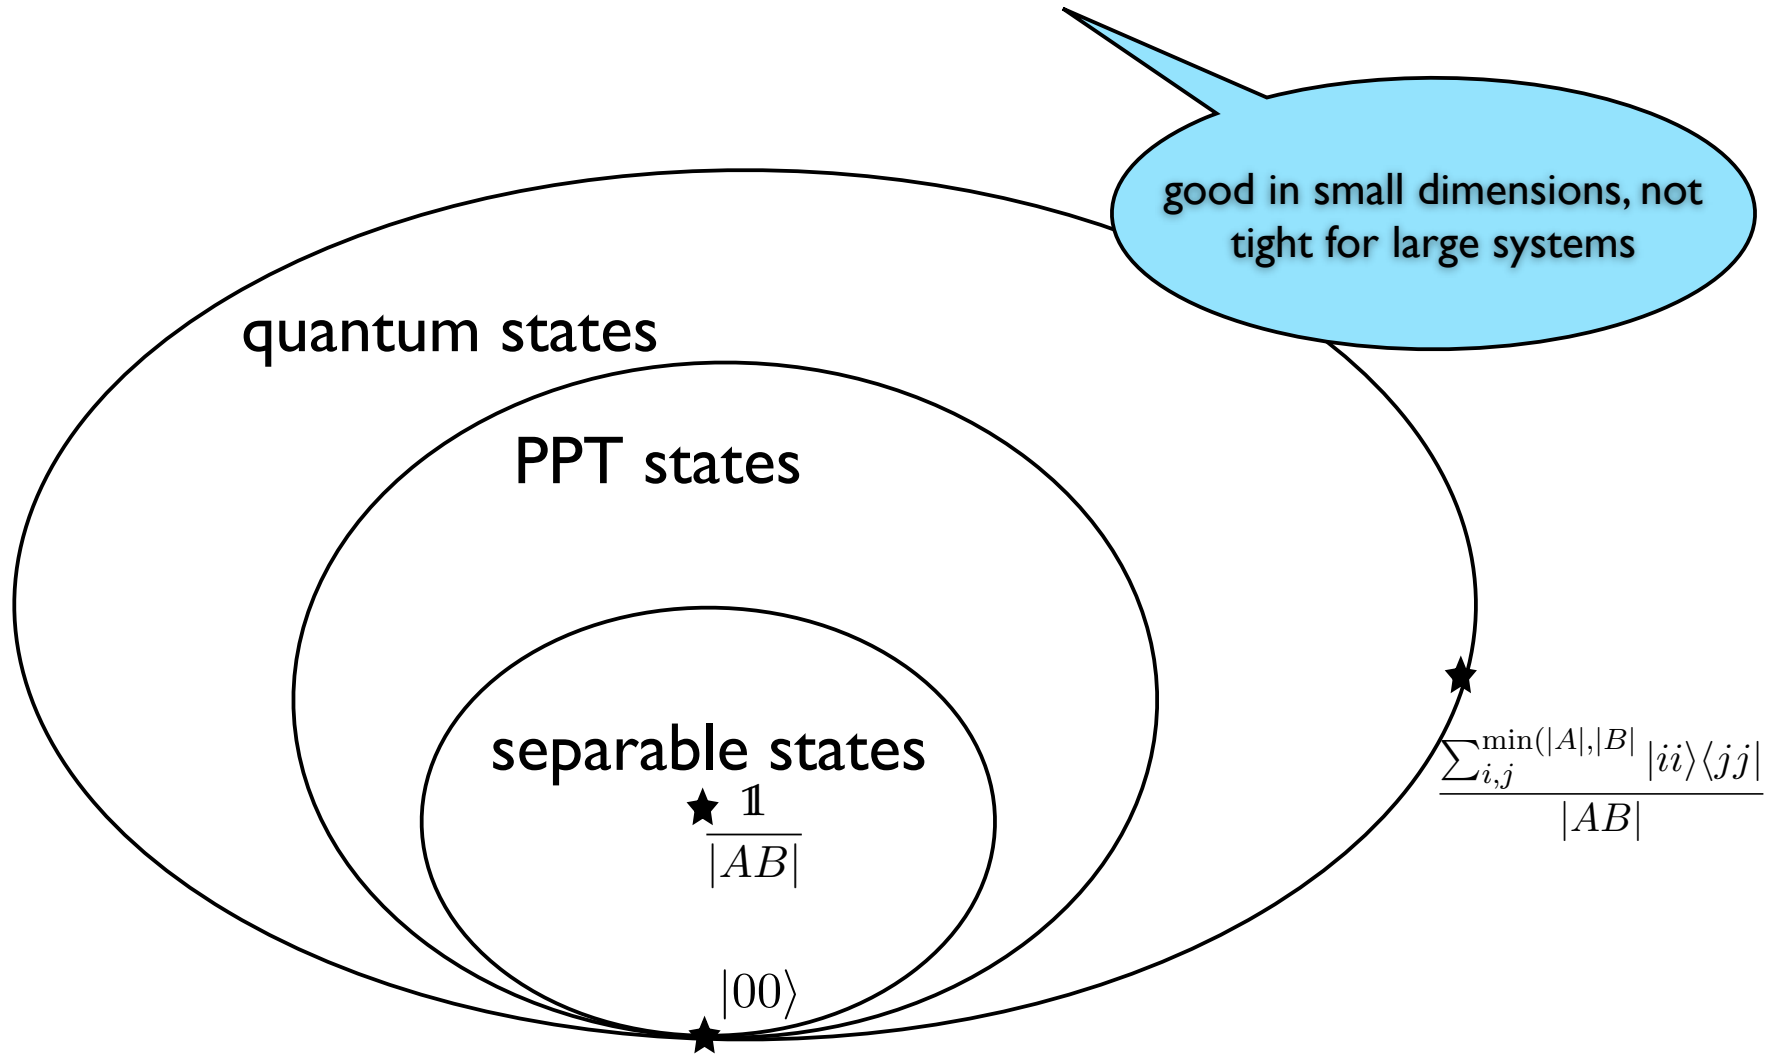 good in small dimensions, not
tight for large systems
quantum states
PPT states
separable states
𝟙
|AB|
∑_{i,j}^{min(|A|,|B|} |ii⟩⟨jj|
|AB|
|00⟩